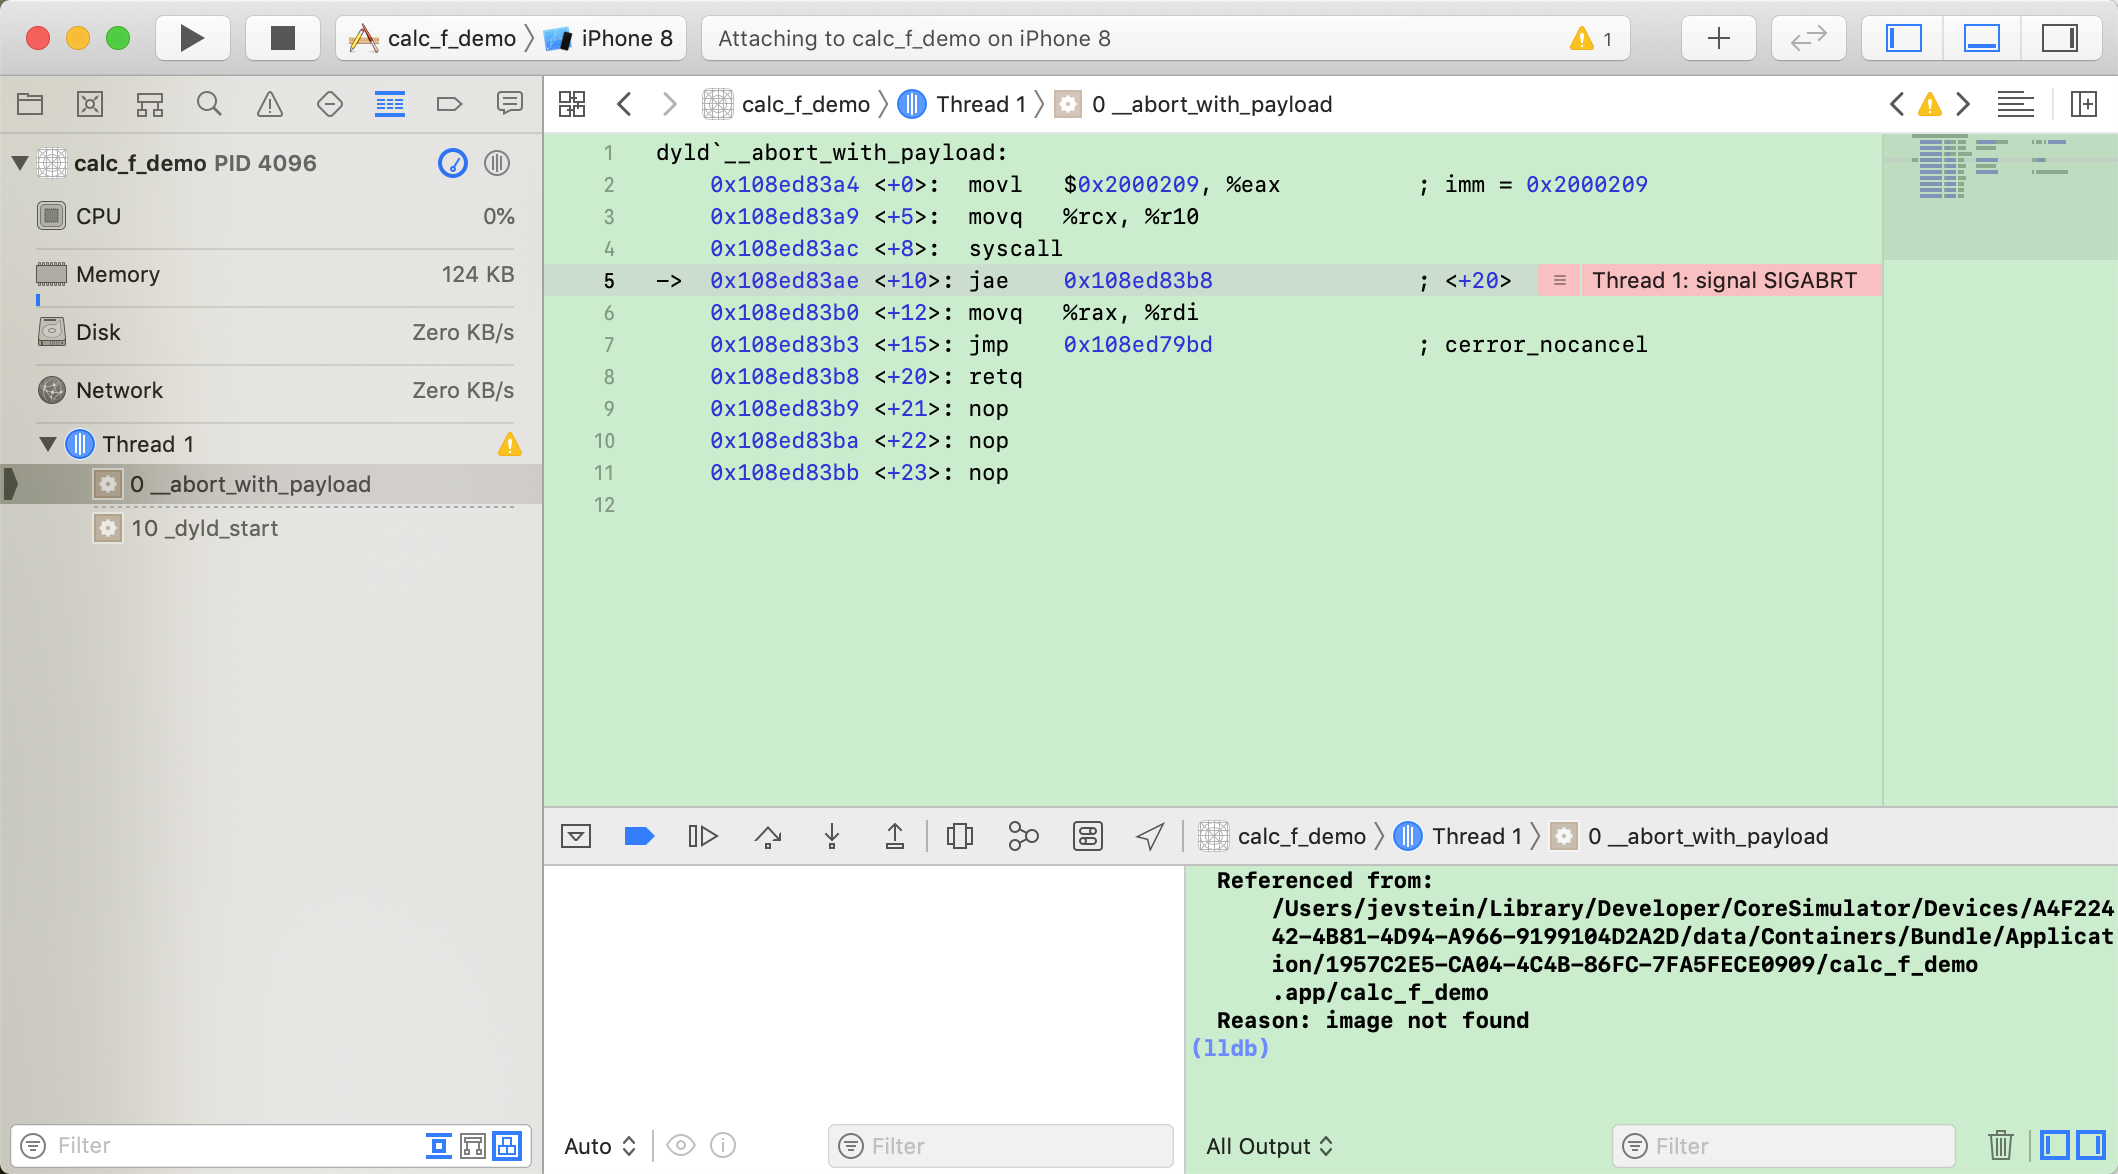 calc_f_demo iPhone 8
Attaching to calc_f_demo on iPhone 8
1
calc_f_demo PID 4096
CPU 0%
Memory 124 KB
Disk Zero KB/s
Network Zero KB/s
Thread 1
0 __abort_with_payload
10 _dyld_start
Filter
calc_f_demo Thread 1 0 __abort_with_payload
1 dyld`__abort_with_payload:
2 0x108ed83a4 <+0>: movl $0x2000209, %eax ; imm = 0x2000209
3 0x108ed83a9 <+5>: movq %rcx, %r10
4 0x108ed83ac <+8>: syscall
5 -> 0x108ed83ae <+10>: jae 0x108ed83b8 ; <+20> Thread 1: signal SIGABRT
6 0x108ed83b0 <+12>: movq %rax, %rdi
7 0x108ed83b3 <+15>: jmp 0x108ed79bd ; cerror_nocancel
8 0x108ed83b8 <+20>: retq
9 0x108ed83b9 <+21>: nop
10 0x108ed83ba <+22>: nop
11 0x108ed83bb <+23>: nop
12
calc_f_demo Thread 1 0 __abort_with_payload
Referenced from:
/Users/jevstein/Library/Developer/CoreSimulator/Devices/A4F224
42-4B81-4D94-A966-9199104D2A2D/data/Containers/Bundle/Applicat
ion/1957C2E5-CA04-4C4B-86FC-7FA5FECE0909/calc_f_demo
.app/calc_f_demo
Reason: image not found
(lldb)
Auto
Filter
All Output
Filter